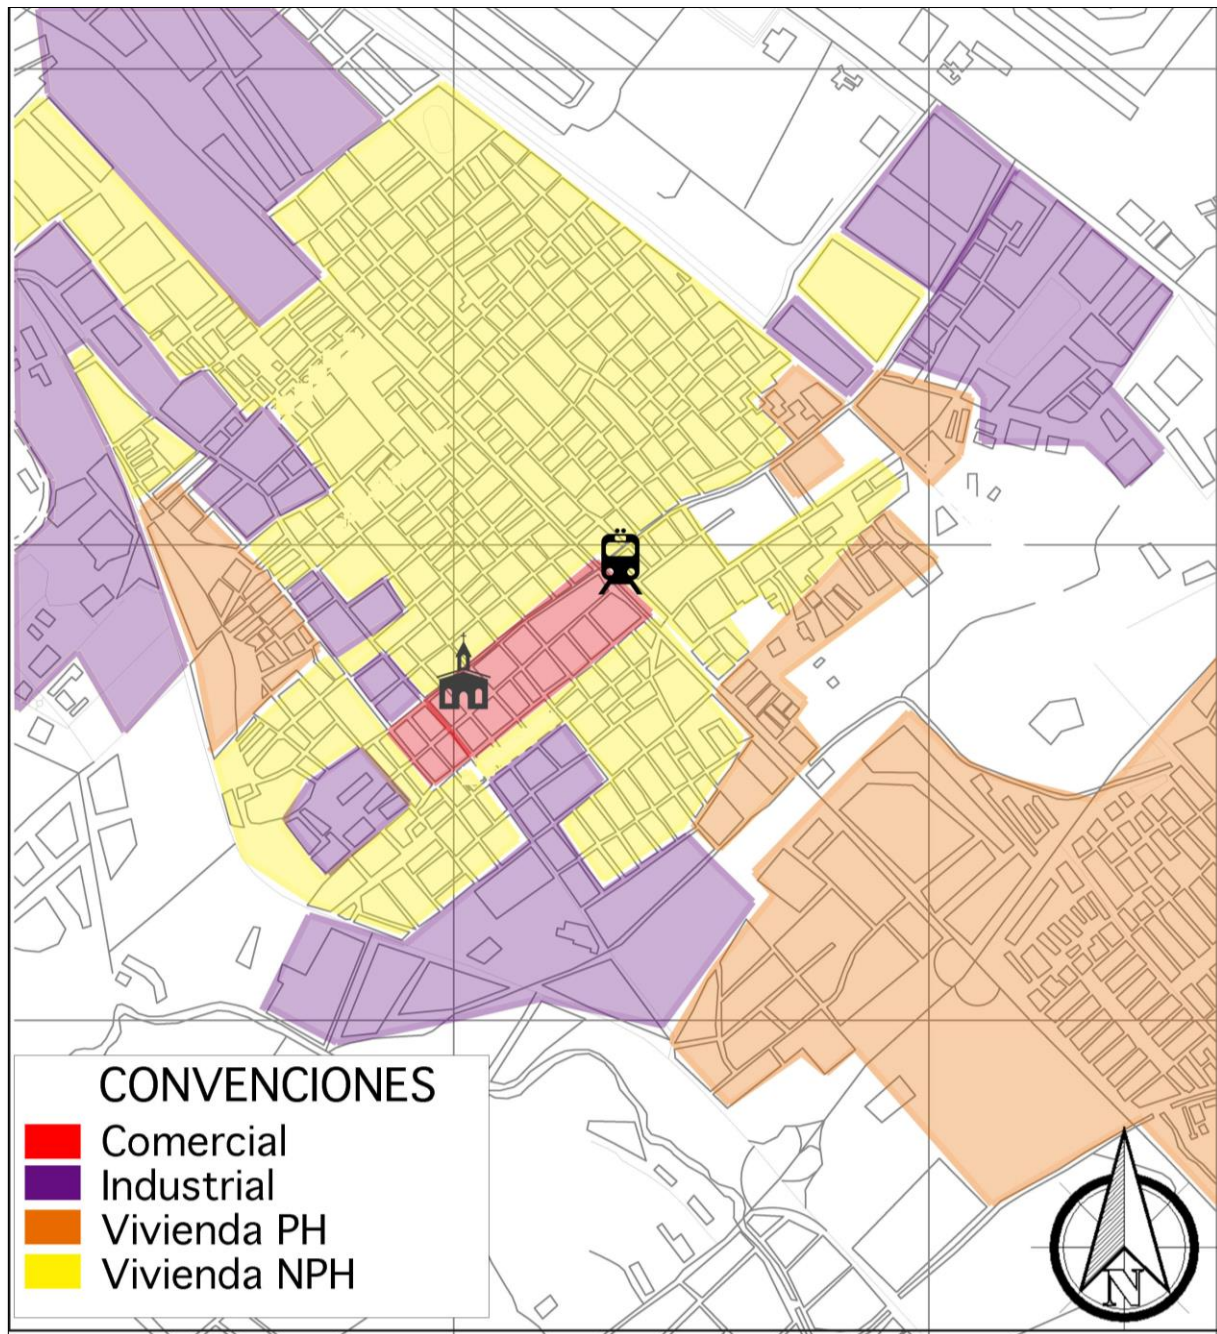 CONVENCIONES
Comercial
Industrial
Vivienda PH
Vivienda NPH
N